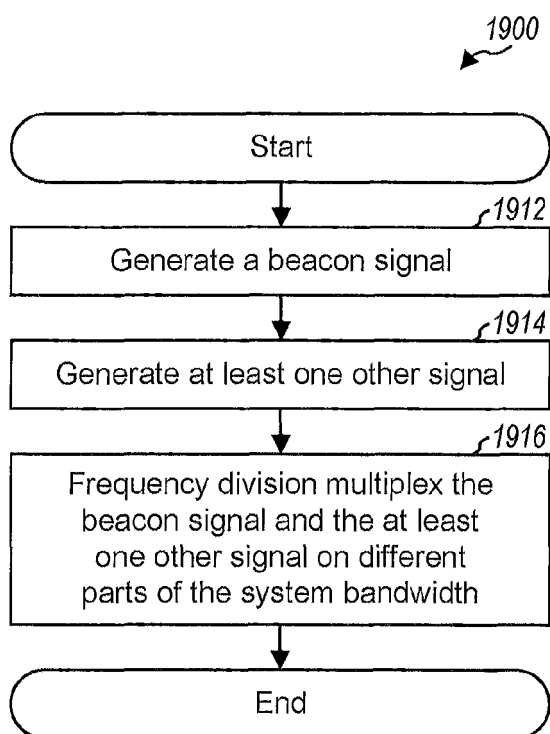 1900
Start
1912
Generate a beacon signal
1914
Generate at least one other signal
1916
Frequency division multiplex the
beacon signal and the at least
one other signal on different
parts of the system bandwidth
End